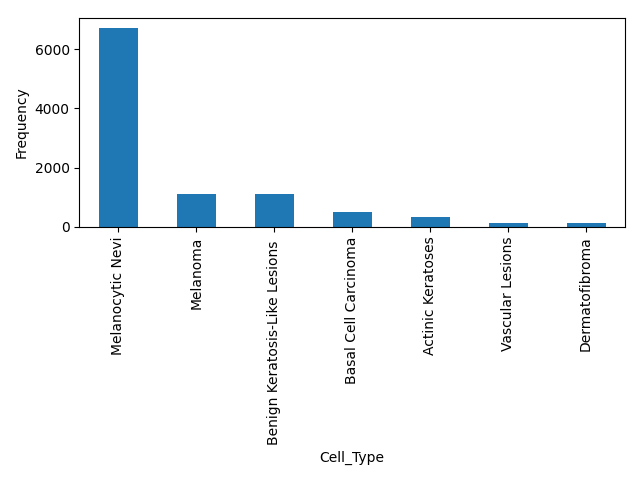 6000
4000
2000
0
Frequency
Melanocytic Nevi
Melanoma
Benign Keratosis-Like Lesions
Basal Cell Carcinoma
Actinic Keratoses
Vascular Lesions
Dermatofibroma
Cell_Type